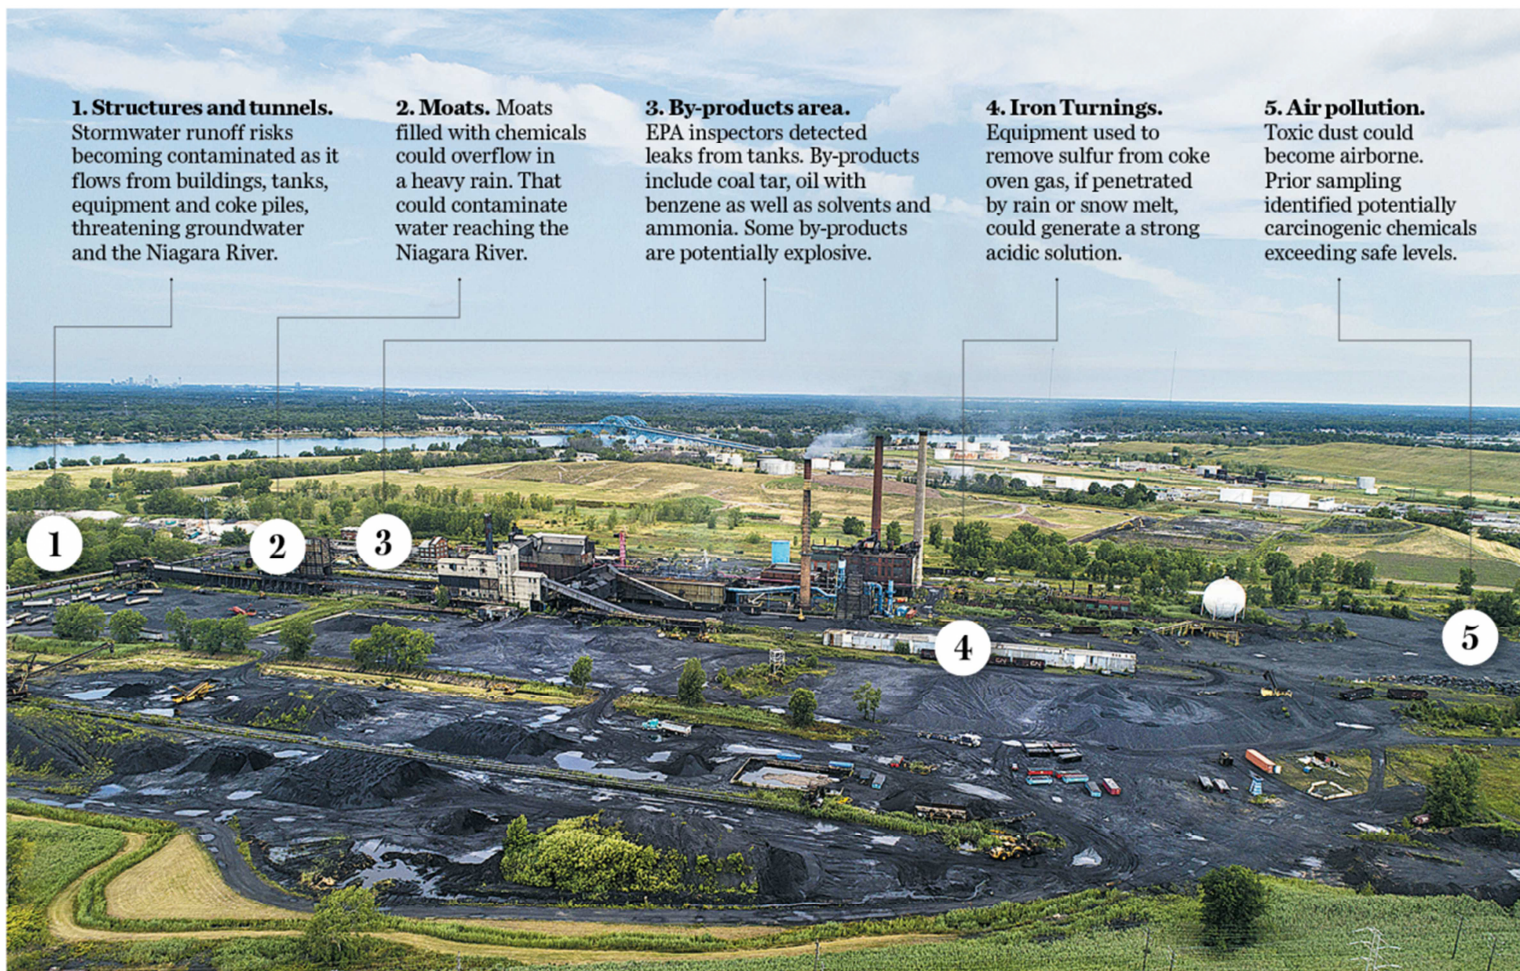 1. Structures and tunnels.
Stormwater runoff risks
becoming contaminated as it
flows from buildings, tanks,
equipment and coke piles,
threatening groundwater
and the Niagara River.
2. Moats. Moats
filled with chemicals
could overflow in
a heavy rain. That
could contaminate
water reaching the
Niagara River.
3. By-products area.
EPA inspectors detected
leaks from tanks. By-products
include coal tar, oil with
benzene as well as solvents and
ammonia. Some by-products
are potentially explosive.
4. Iron Turnings.
Equipment used to
remove sulfur from coke
oven gas, if penetrated
by rain or snow melt,
could generate a strong
acidic solution.
5. Air pollution.
Toxic dust could
become airborne.
Prior sampling
identified potentially
carcinogenic chemicals
exceeding safe levels.
1
2
3
4
5